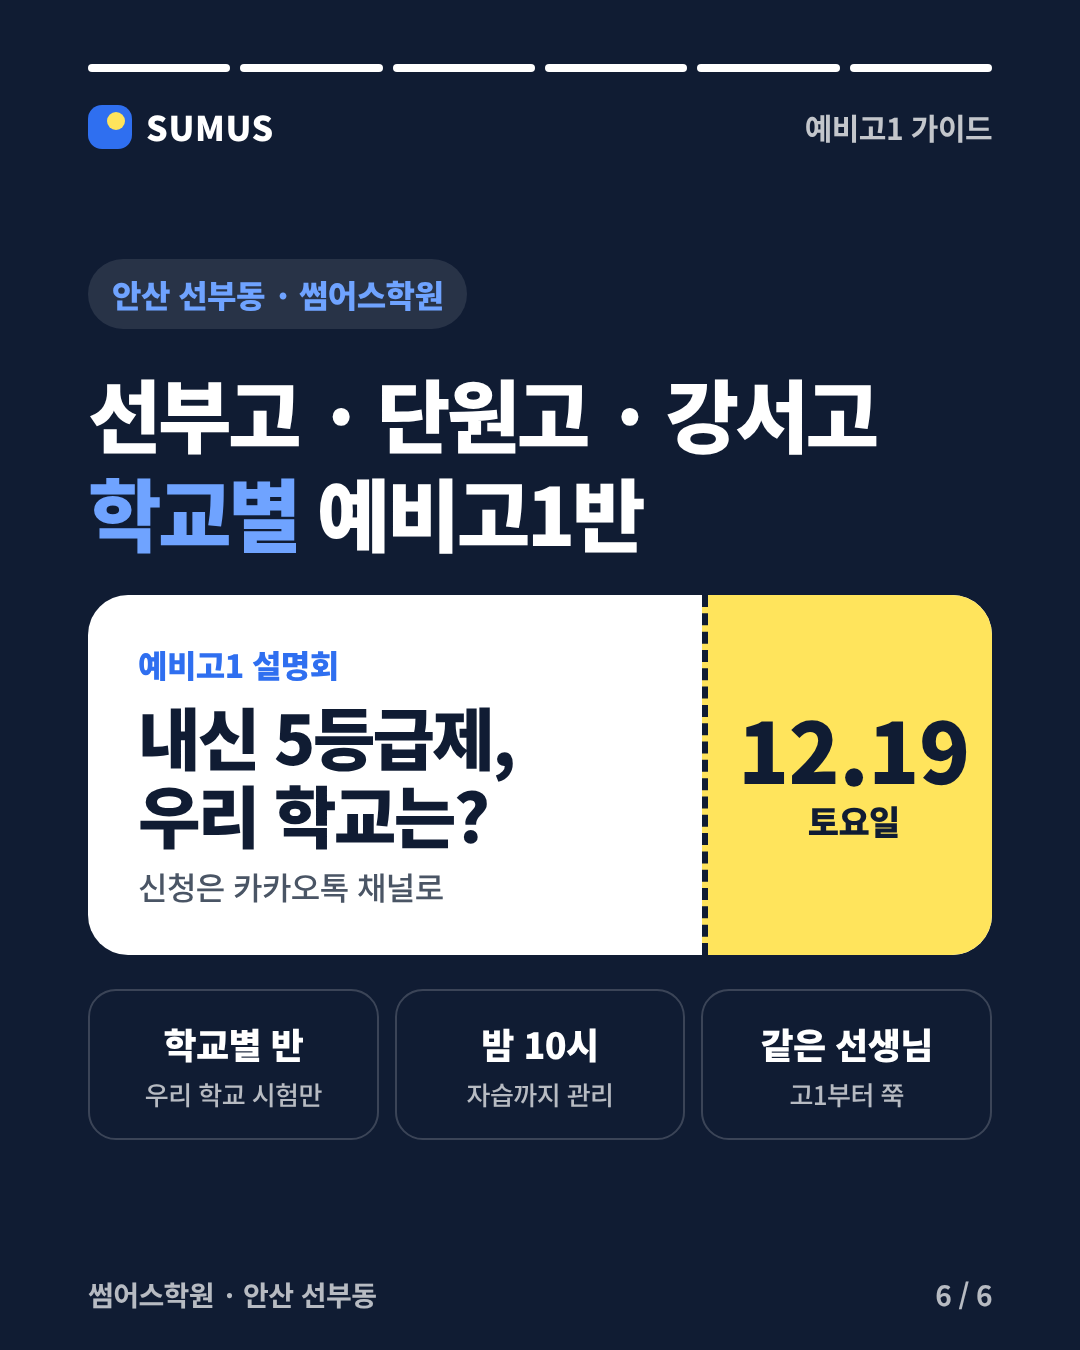 SUMUS
예비고1 가이드
안산 선부동 · 썸어스학원
선부고 · 단원고 · 강서고
학교별 예비고1반
예비고1 설명회
내신 5등급제,
우리 학교는?
신청은 카카오톡 채널로
12.19
토요일
학교별 반
우리 학교 시험만
밤 10시
자습까지 관리
같은 선생님
고1부터 쭉
썸어스학원 · 안산 선부동
6 / 6